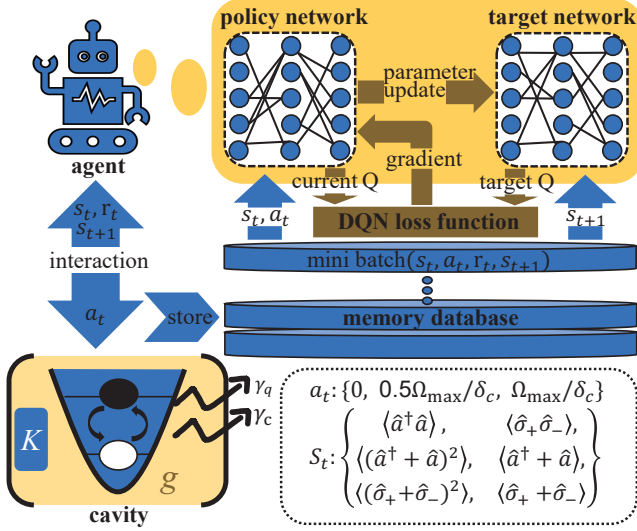 policy network
target network
parameter
update
gradient
agent
current Q
target Q
s_t, a_t
DQN loss function
s_{t+1}
s_t, r_t
s_{t+1}
interaction
a_t
mini batch(s_t, a_t, r_t, s_{t+1})
store
memory database
γ_q
γ_c
K
g
cavity
a_t: {0, 0.5Ω_max/δ_c, Ω_max/δ_c}
⟨â†â⟩, ⟨σ̂₊σ̂₋⟩,
S_t: { ⟨(â† + â)²⟩, ⟨â† + â⟩, }
⟨(σ̂₊+σ̂₋)²⟩, ⟨σ̂₊ + σ̂₋⟩